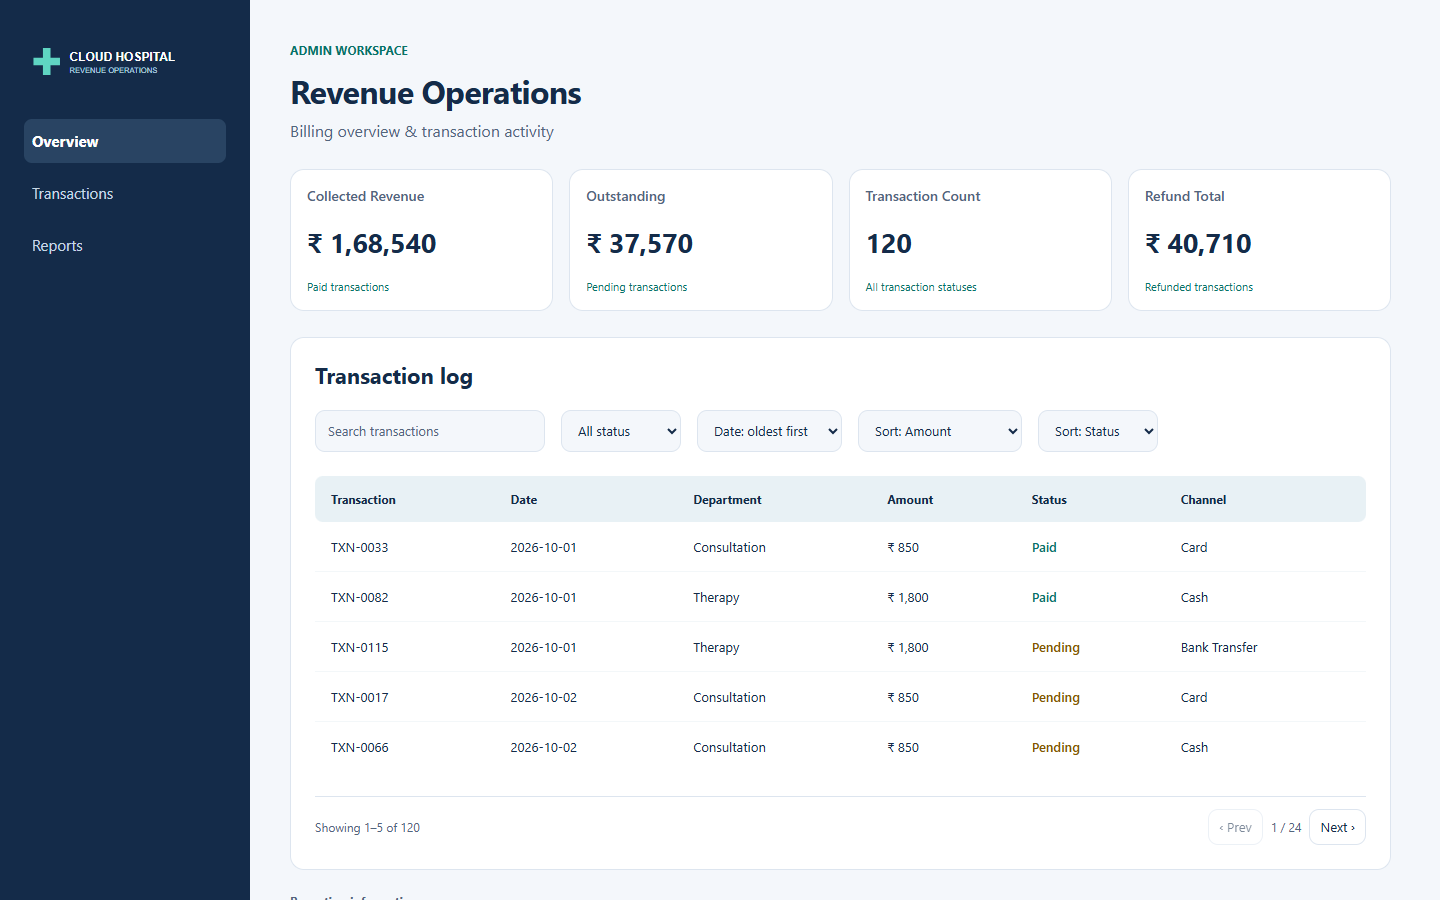 CLOUD HOSPITAL
REVENUE OPERATIONS
Overview
Transactions
Reports
ADMIN WORKSPACE
Revenue Operations
Billing overview & transaction activity
Collected Revenue
₹ 1,68,540
Paid transactions
Outstanding
₹ 37,570
Pending transactions
Transaction Count
120
All transaction statuses
Refund Total
₹ 40,710
Refunded transactions
Transaction log
Search transactions All status Date: oldest first Sort: Amount Sort: Status
Transaction Date Department Amount Status Channel
TXN-0033 2026-10-01 Consultation ₹ 850 Paid Card
TXN-0082 2026-10-01 Therapy ₹ 1,800 Paid Cash
TXN-0115 2026-10-01 Therapy ₹ 1,800 Pending Bank Transfer
TXN-0017 2026-10-02 Consultation ₹ 850 Pending Card
TXN-0066 2026-10-02 Consultation ₹ 850 Pending Cash
Showing 1–5 of 120 ‹ Prev 1 / 24 Next ›